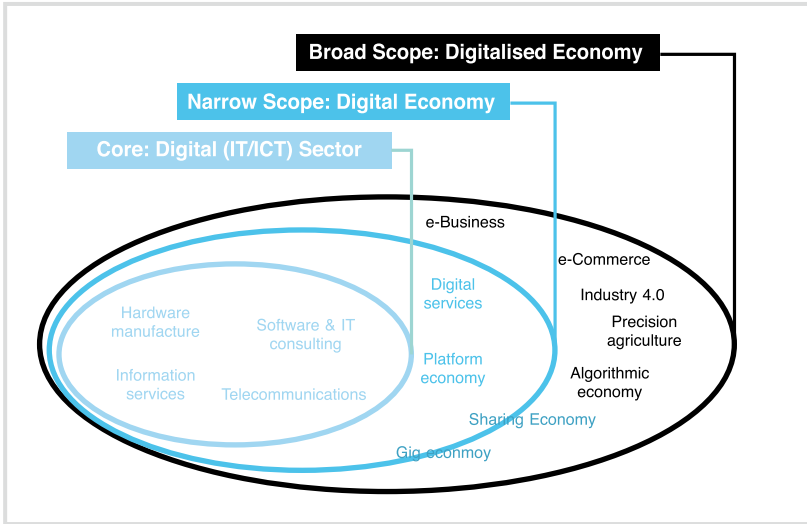 Broad Scope: Digitalised Economy
Narrow Scope: Digital Economy
Core: Digital (IT/ICT) Sector
e-Business
e-Commerce
Digital
services
Industry 4.0
Hardware
manufacture
Software & IT
consulting
Precision
agriculture
Platform
economy
Information
services
Telecommunications
Algorithmic
economy
Sharing Economy
Gig econmoy